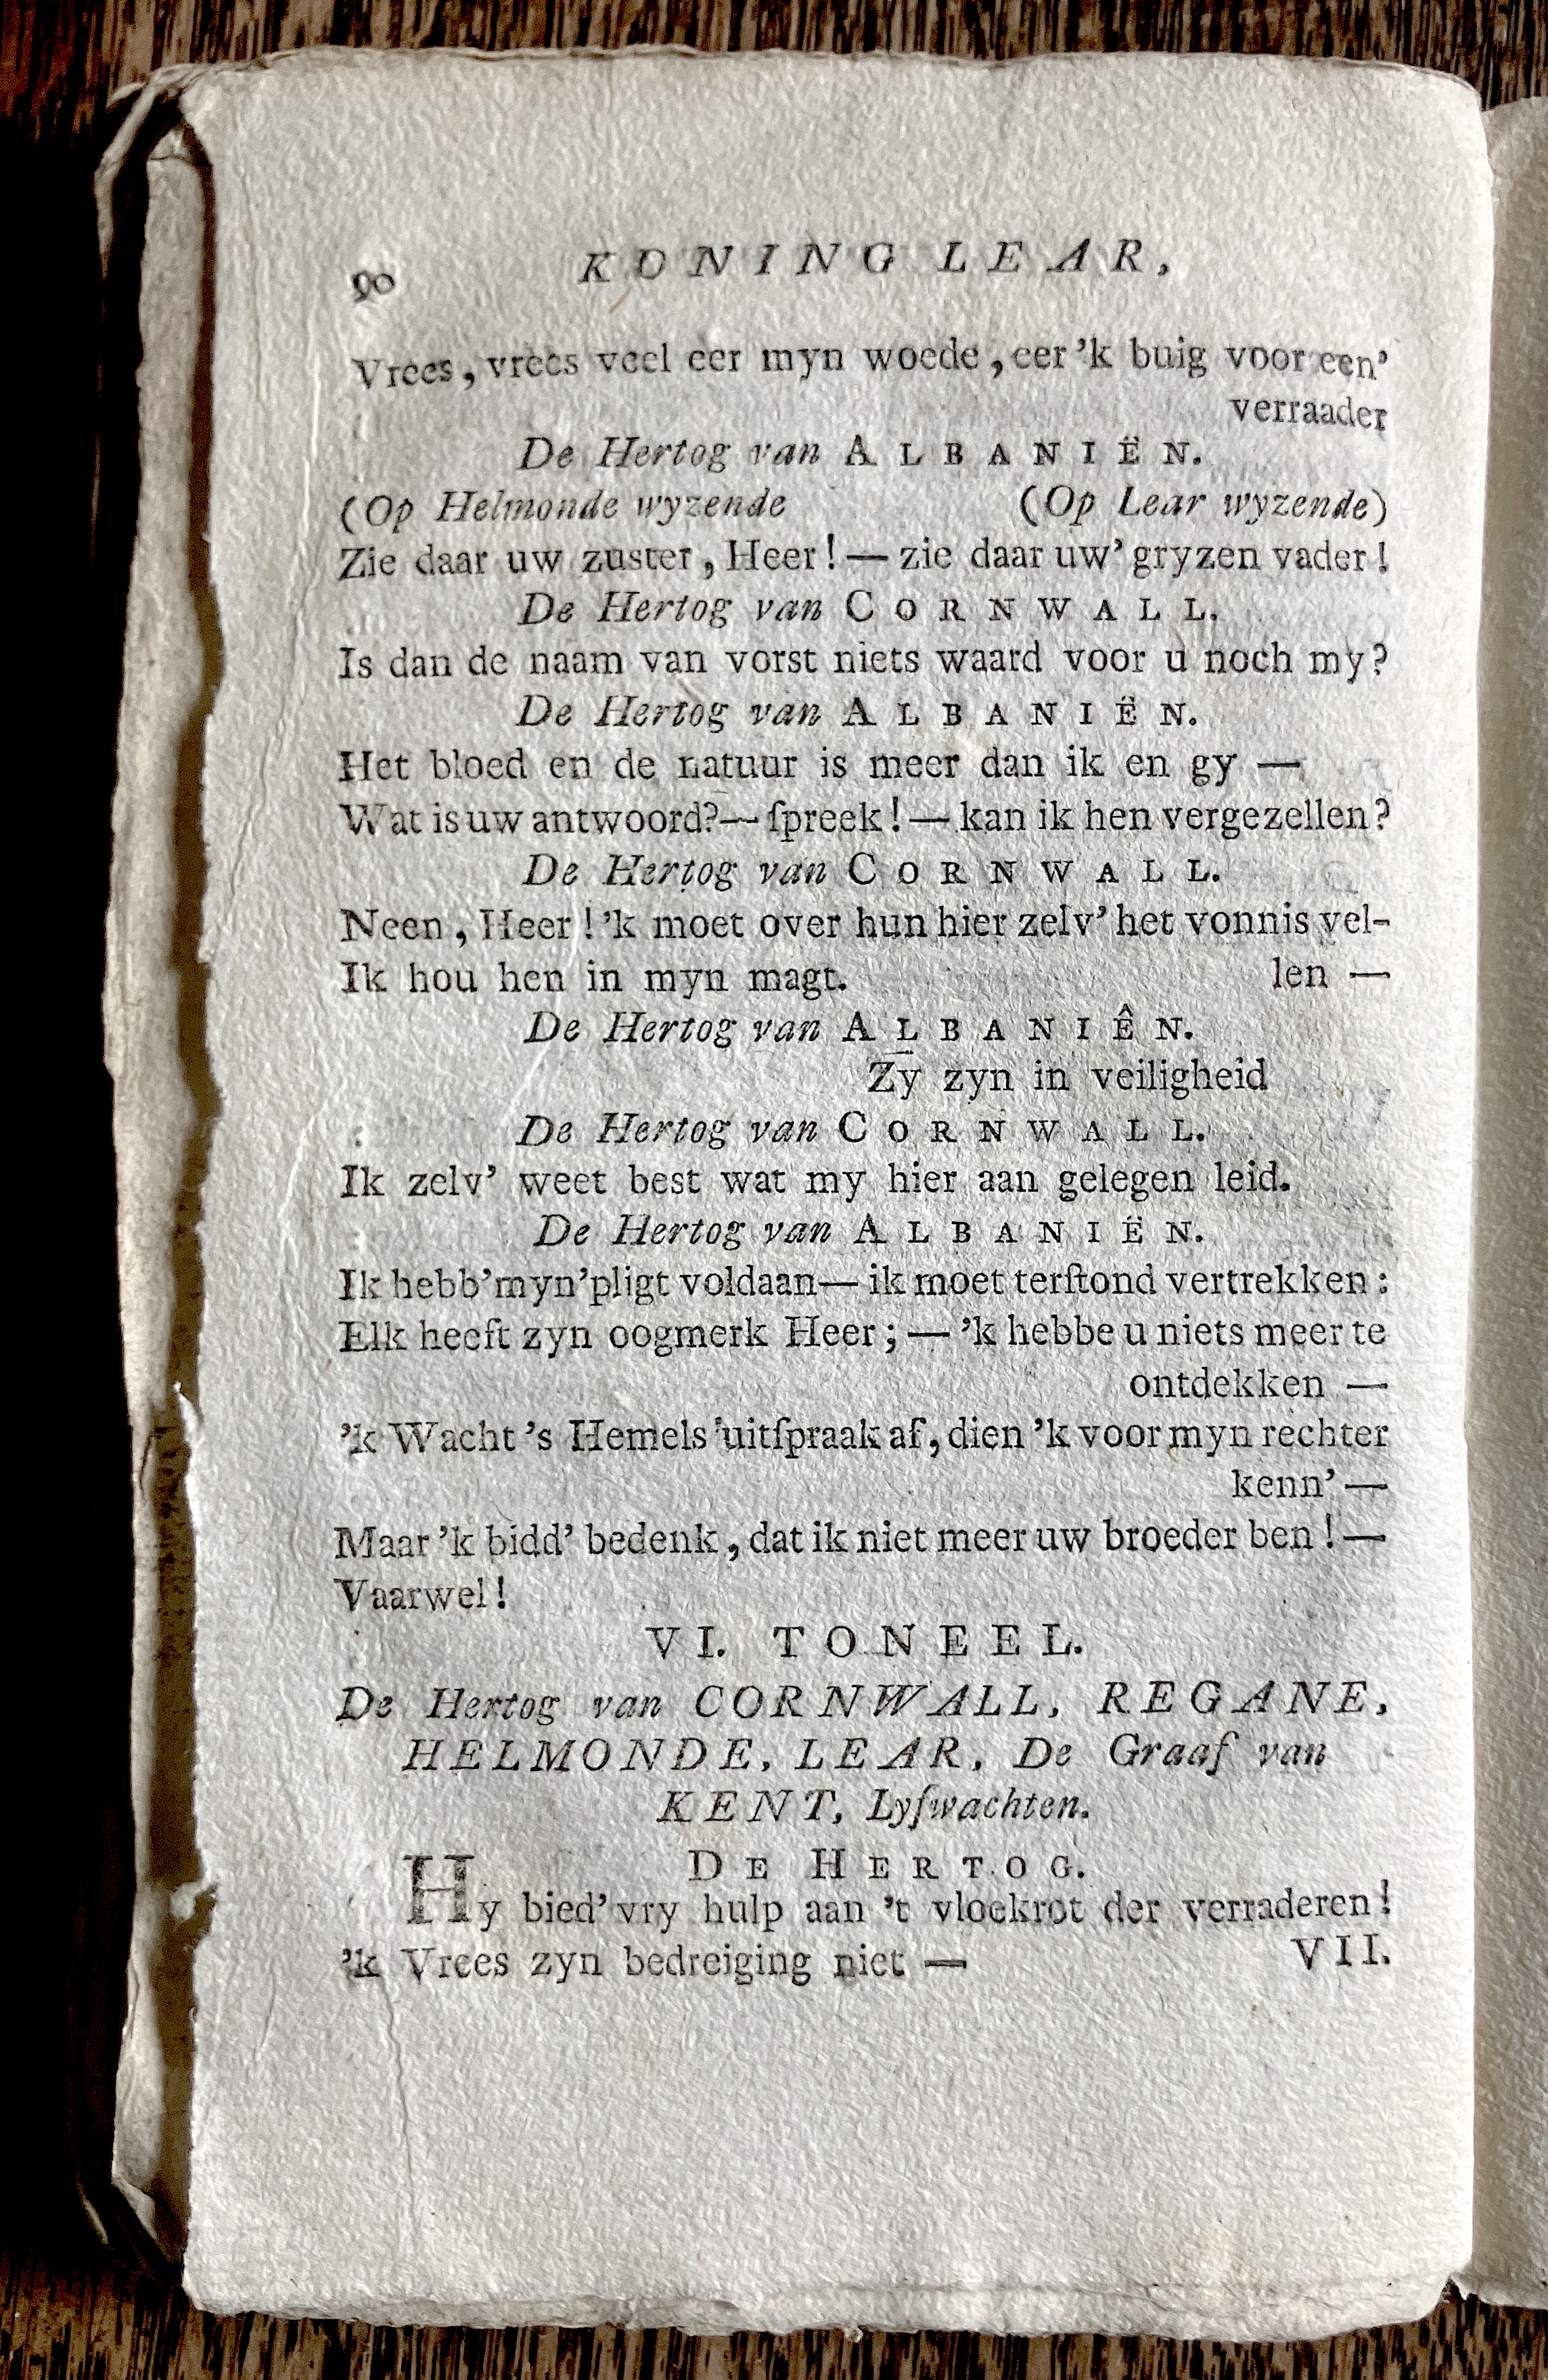 90 KONING LEAR,
Vrees, vrees veel eer myn woede, eer 'k buig voor een'
verraader
De Hertog van ALBANIËN.
(Op Helmonde wyzende (Op Lear wyzende)
Zie daar uw zuster, Heer! — zie daar uw' gryzen vader!
De Hertog van CORNWALL.
Is dan de naam van vorst niets waard voor u noch my?
De Hertog van ALBANIËN.
Het bloed en de natuur is meer dan ik en gy —
Wat is uw antwoord? — ſpreek! — kan ik hen vergezellen?
De Hertog van CORNWALL.
Neen, Heer! 'k moet over hun hier zelv' het vonnis vel-
Ik hou hen in myn magt. len —
De Hertog van ALBANIÊN.
Zy zyn in veiligheid
De Hertog van CORNWALL.
Ik zelv' weet best wat my hier aan gelegen leid.
De Hertog van ALBANIËN.
Ik hebb' myn' pligt voldaan — ik moet terſtond vertrekken:
Elk heeft zyn oogmerk Heer; — 'k hebbe u niets meer te
ontdekken —
'k Wacht 's Hemels uitſpraak af, dien 'k voor myn rechter
kenn' —
Maar 'k bidd' bedenk, dat ik niet meer uw broeder ben! —
Vaarwel!
VI. TONEEL.
De Hertog van CORNWALL, REGANE,
HELMONDE, LEAR, De Graaf van
KENT, Lyfwachten.
DE HERTOG.
Hy bied' vry hulp aan 't vloekrot der verraderen!
'k Vrees zyn bedreiging niet — VII.